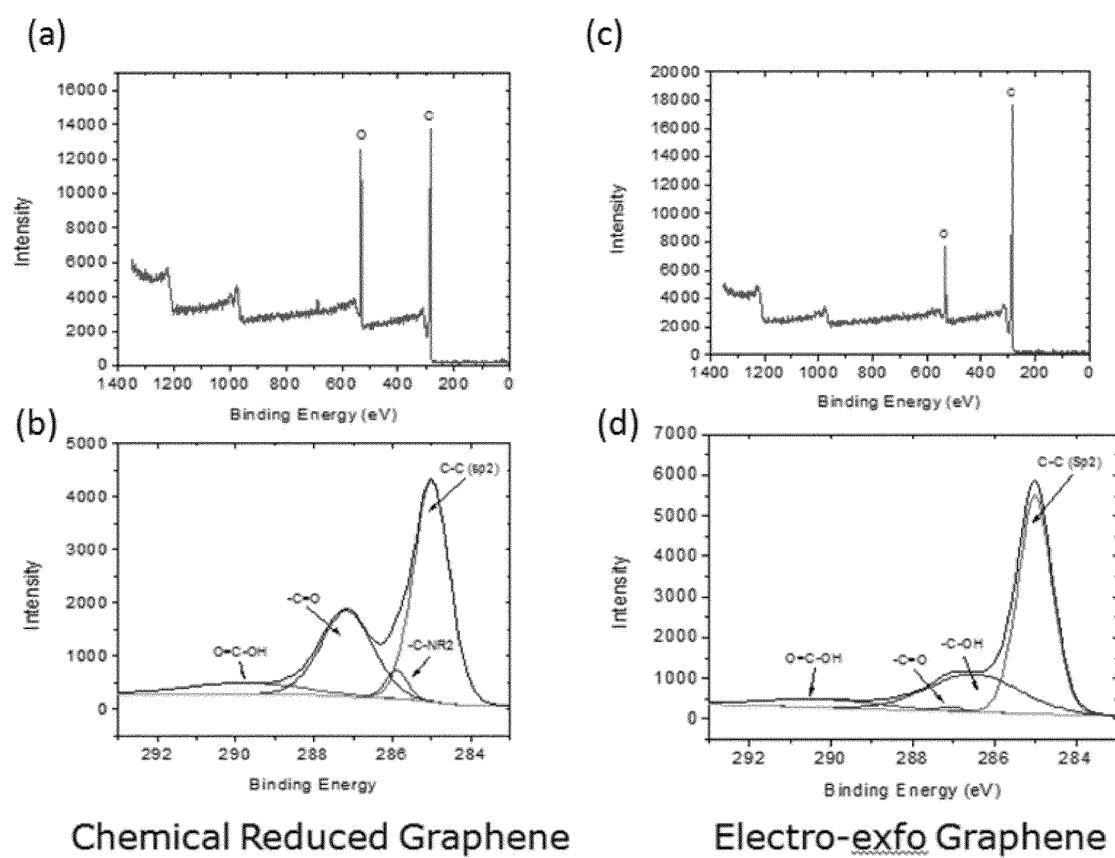 (a)
(c)
16000
14000
12000
10000
8000
6000
4000
2000
0
Intensity
O
C
1400 1200 1000 800 600 400 200 0
Binding Energy (eV)
20000
18000
16000
14000
12000
10000
8000
6000
4000
2000
0
Intensity
O
C
1400 1200 1000 800 600 400 200 0
Binding Energy (eV)
(b)
(d)
5000
4000
3000
2000
1000
0
Intensity
C-C (sp2)
-C=O
O=C-OH
-C-NR2
292 290 288 286 284
Binding Energy
7000
6000
5000
4000
3000
2000
1000
0
Intensity
C-C (Sp2)
-C-OH
O=C-OH
-C=O
292 290 288 286 284
Binding Energy (eV)
Chemical Reduced Graphene
Electro-exfo Graphene